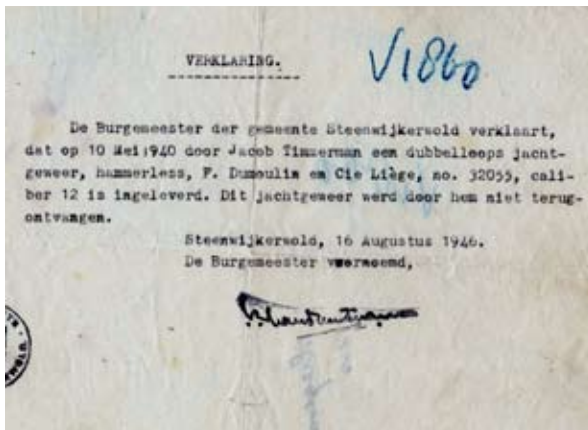 VERKLARING.
V1860
De Burgemeester der gemeente Steenwijkerwold verklaart,
dat op 10 Mei 1940 door Jacob Timmerman een dubbelloops jacht-
geweer, hammerless, F. Dumoulin en Cie Liège, no. 32055, cali-
ber 12 is ingeleverd. Dit jachtgeweer werd door hem niet terug-
ontvangen.
Steenwijkerwold, 16 Augustus 1946.
De Burgemeester voornoemd,